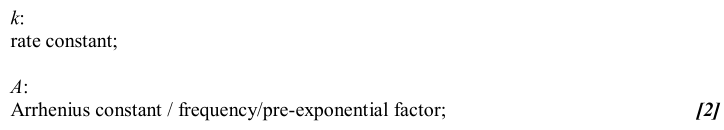 k:
rate constant;
A:
Arrhenius constant / frequency/pre-exponential factor; [2]